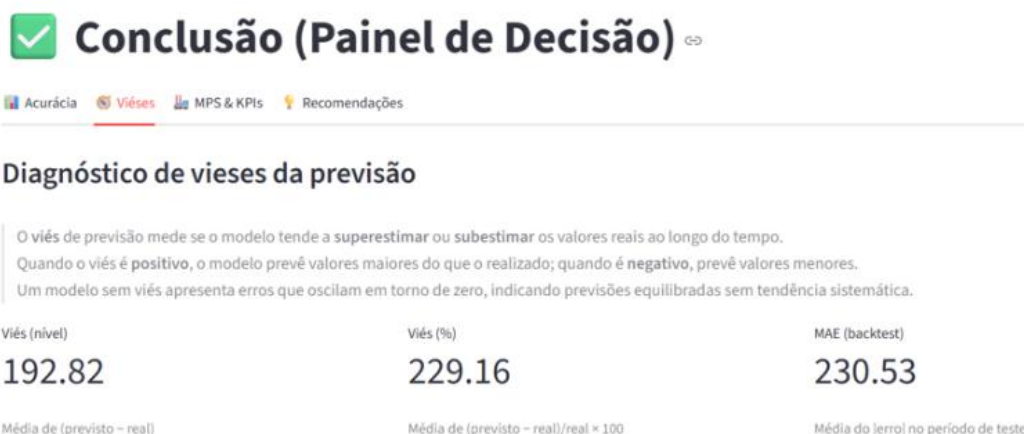 Conclusão (Painel de Decisão)
Acurácia Viéses MPS & KPIs Recomendações
Diagnóstico de vieses da previsão
O viés de previsão mede se o modelo tende a superestimar ou subestimar os valores reais ao longo do tempo.
Quando o viés é positivo, o modelo prevê valores maiores do que o realizado; quando é negativo, prevê valores menores.
Um modelo sem viés apresenta erros que oscilam em torno de zero, indicando previsões equilibradas sem tendência sistemática.
Viés (nível) Viés (%) MAE (backtest)
192.82 229.16 230.53
Média de (previsto − real) Média de (previsto − real)/real × 100 Média do |erro| no período de teste